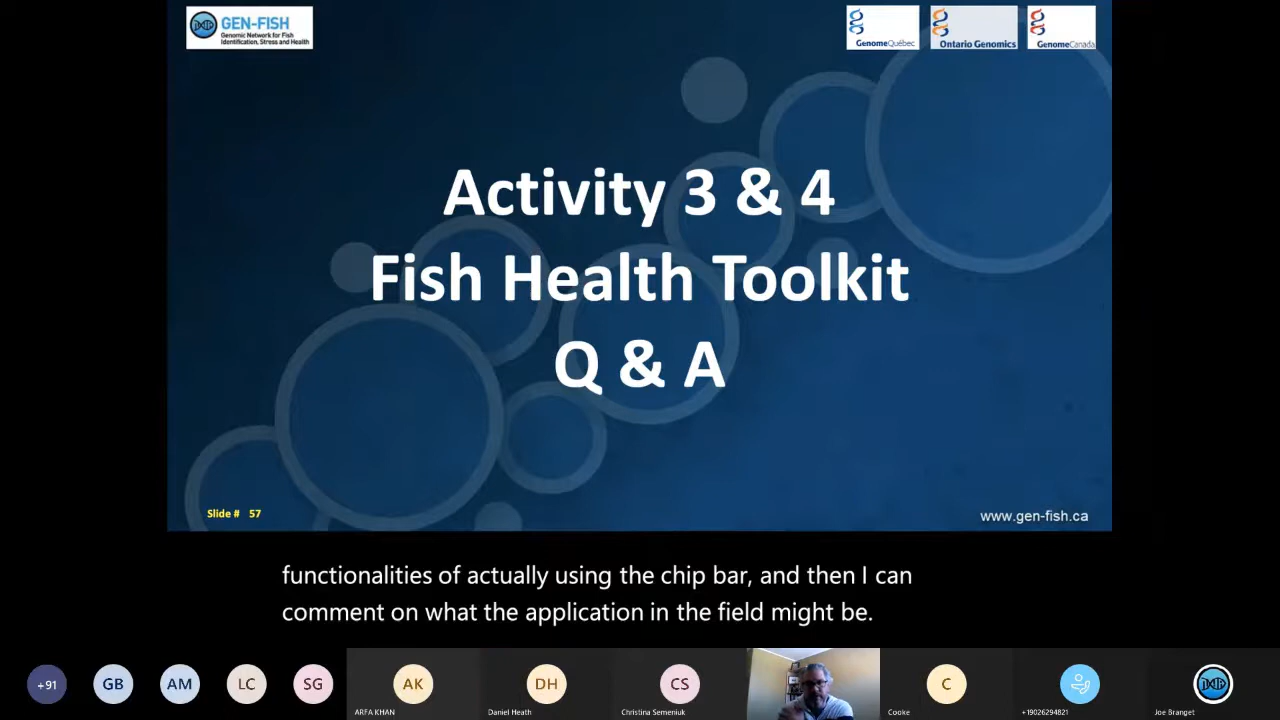 GEN-FISH
Genomic Network for Fish
Identification, Stress and Health
GenomeQuébec
Ontario Genomics
GenomeCanada
Activity 3 & 4
Fish Health Toolkit
Q & A
Slide # 57
www.gen-fish.ca
functionalities of actually using the chip bar, and then I can
comment on what the application in the field might be.
+91
GB
AM
LC
SG
AK
ARFA KHAN
DH
Daniel Heath
CS
Christina Semeniuk
C
Cooke
+19026294821
Joe Branget